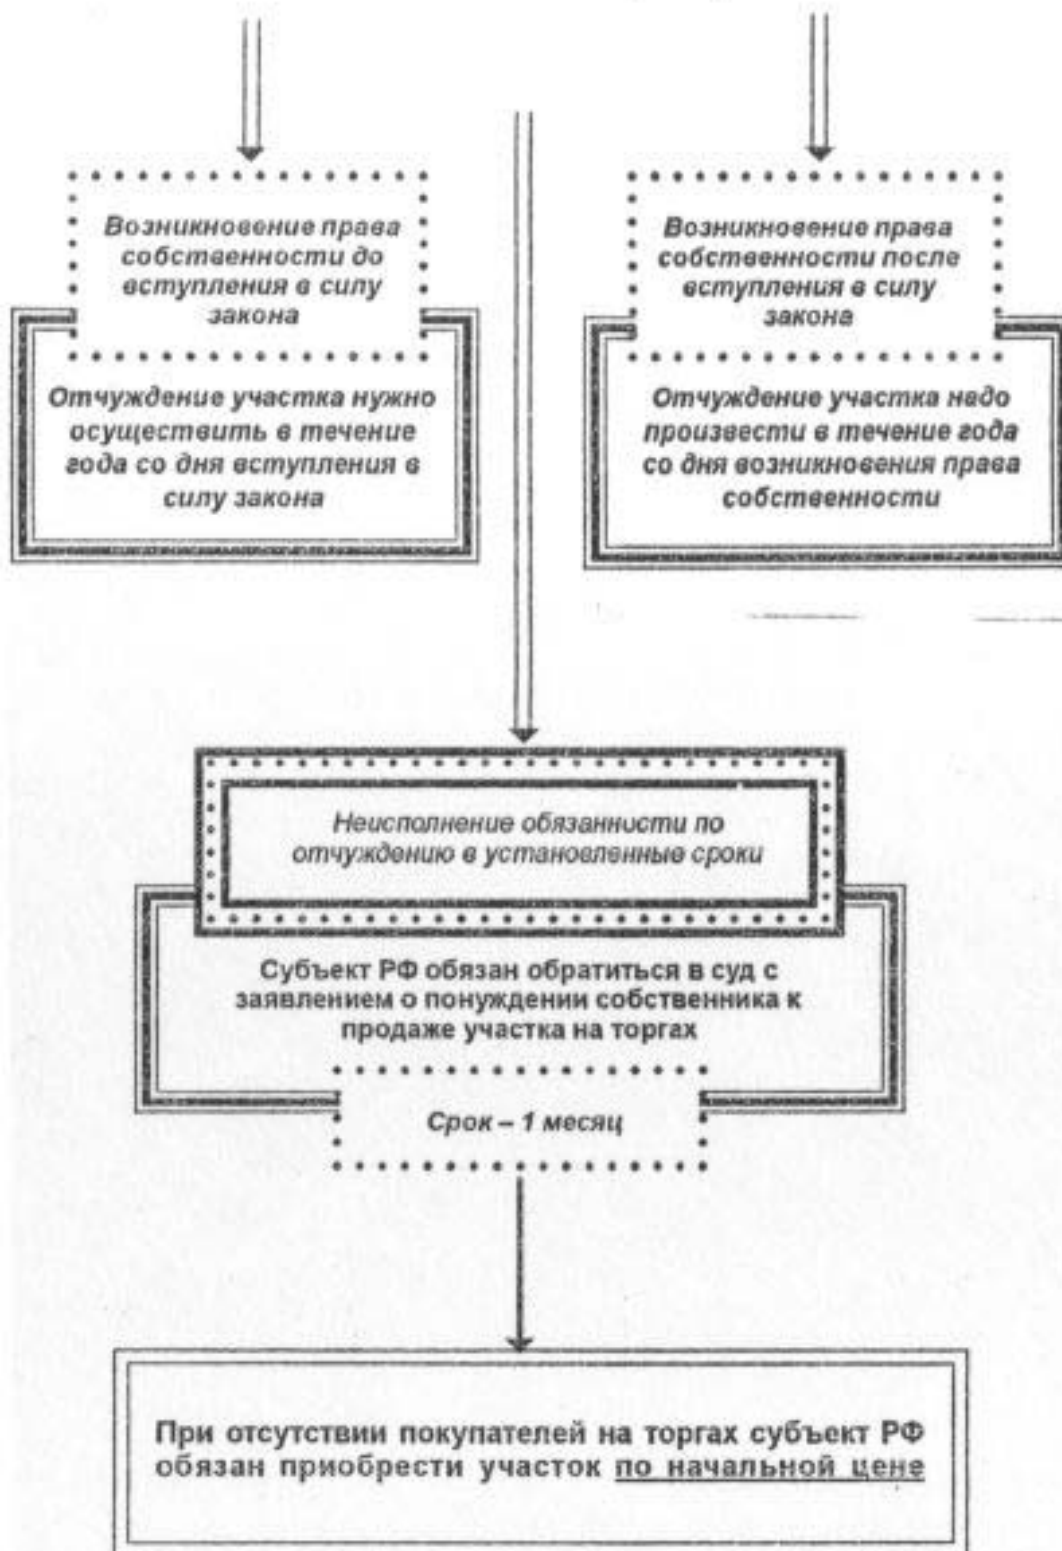 Возникновение права
собственности до
вступления в силу
закона
Отчуждение участка нужно
осуществить в течение
года со дня вступления в
силу закона
Возникновение права
собственности после
вступления в силу
закона
Отчуждение участка надо
произвести в течение года
со дня возникновения права
собственности
Неисполнение обязанности по
отчуждению в установленные сроки
Субъект РФ обязан обратиться в суд с
заявлением о понуждении собственника к
продаже участка на торгах
Срок – 1 месяц
При отсутствии покупателей на торгах субъект РФ
обязан приобрести участок по начальной цене